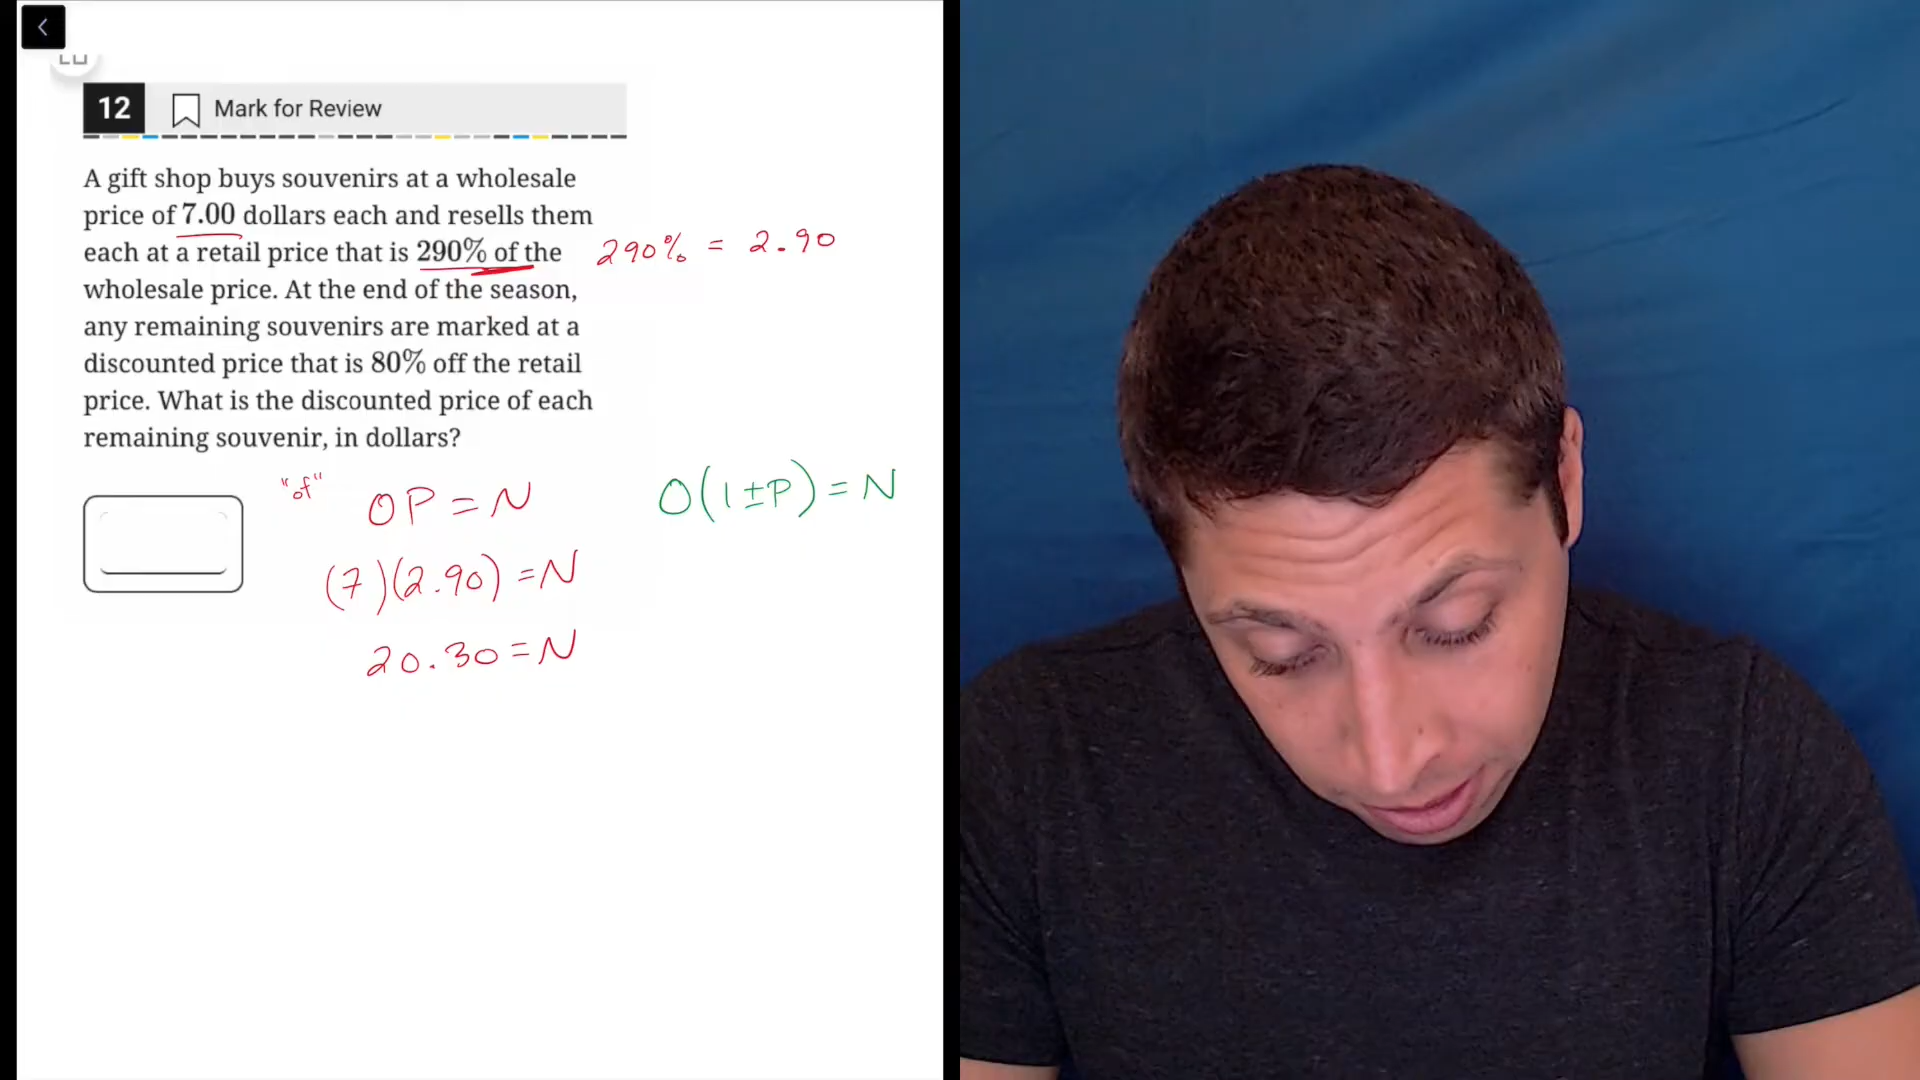 12 Mark for Review
A gift shop buys souvenirs at a wholesale
price of 7.00 dollars each and resells them
each at a retail price that is 290% of the
wholesale price. At the end of the season,
any remaining souvenirs are marked at a
discounted price that is 80% off the retail
price. What is the discounted price of each
remaining souvenir, in dollars?
290% = 2.90
"of" OP = N
O(1±P) = N
(7)(2.90) = N
20.30 = N